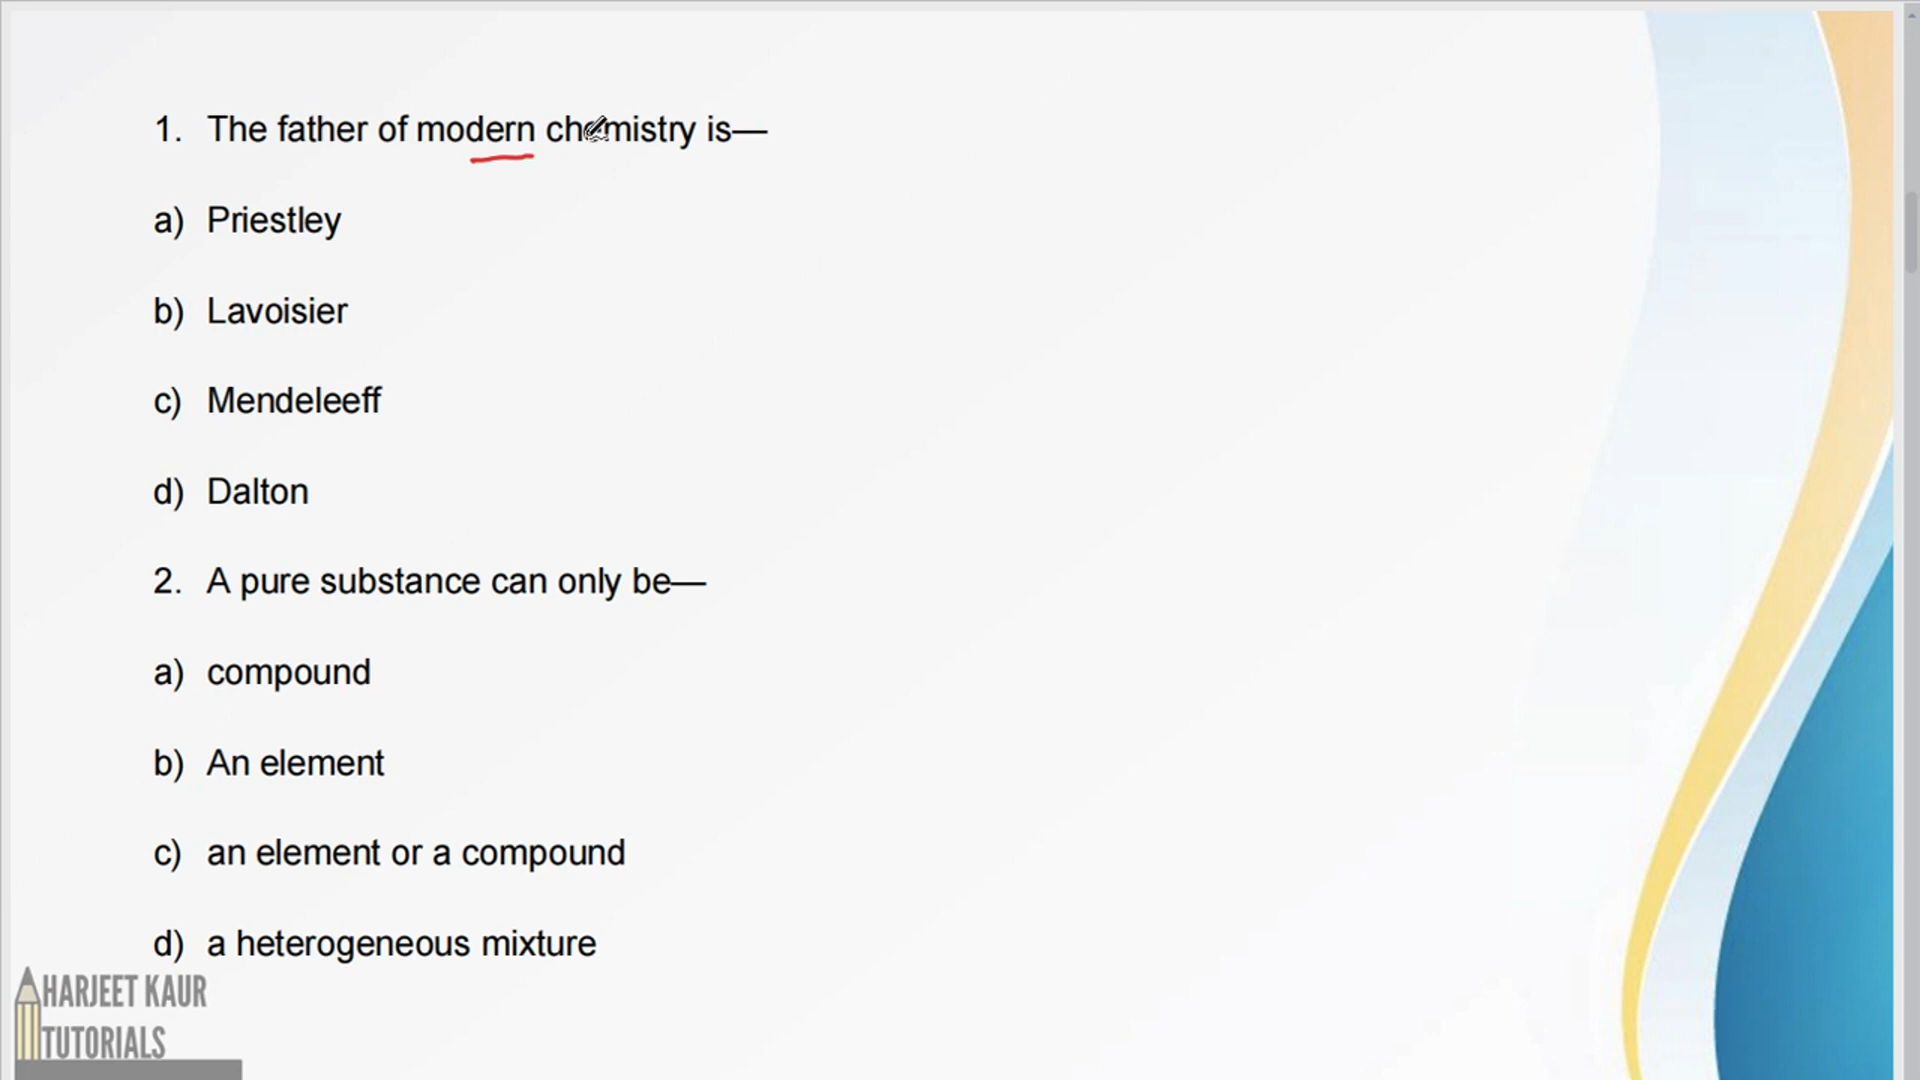 1. The father of modern chemistry is—
a) Priestley
b) Lavoisier
c) Mendeleeff
d) Dalton
2. A pure substance can only be—
a) compound
b) An element
c) an element or a compound
d) a heterogeneous mixture
HARJEET KAUR
TUTORIALS